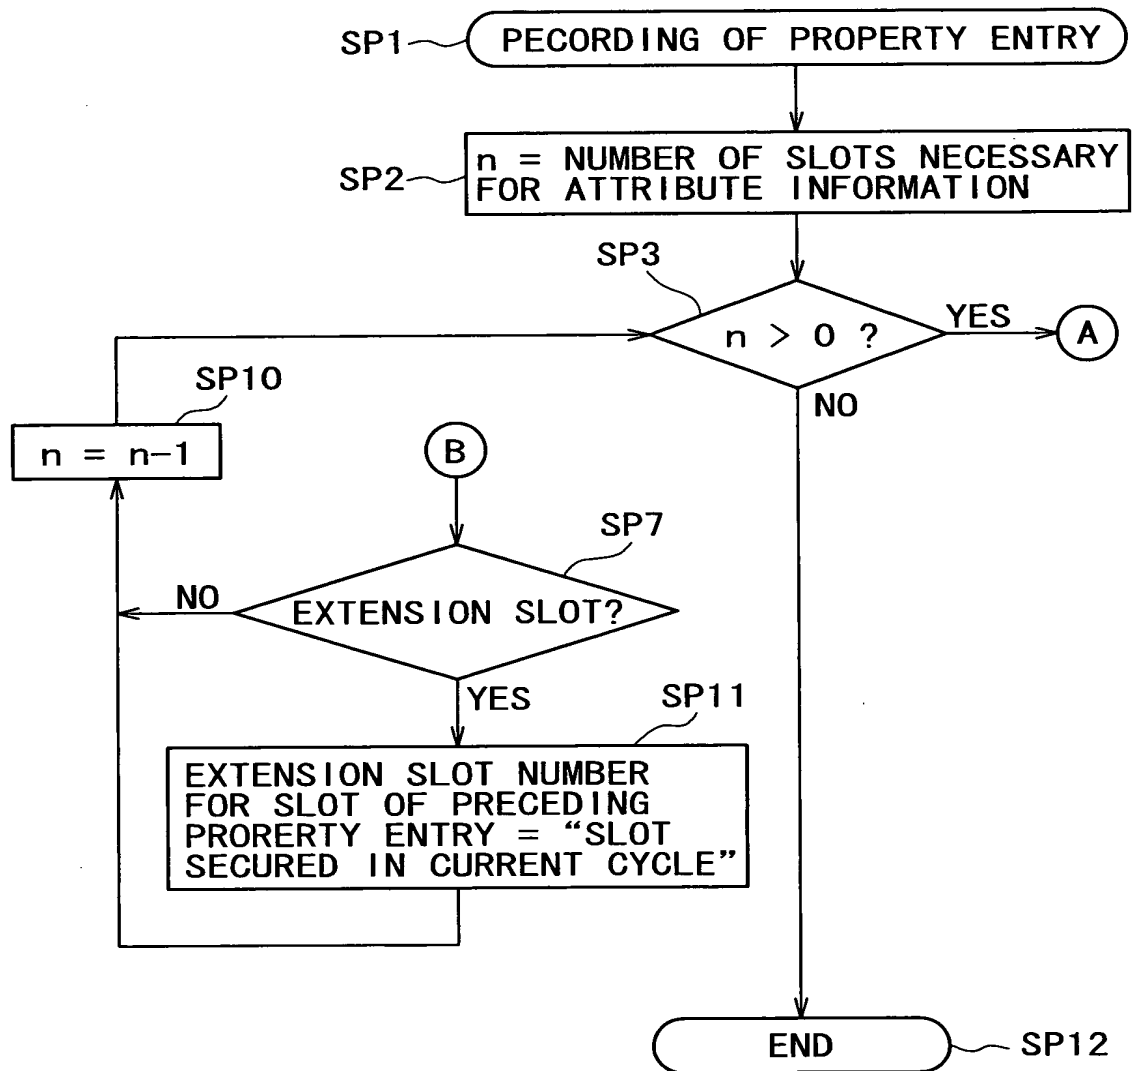 SP1
PECORDING OF PROPERTY ENTRY
SP2
n = NUMBER OF SLOTS NECESSARY
FOR ATTRIBUTE INFORMATION
SP3
n > 0 ?
YES
A
NO
SP10
n = n-1
B
SP7
EXTENSION SLOT?
NO
YES
SP11
EXTENSION SLOT NUMBER
FOR SLOT OF PRECEDING
PRORERTY ENTRY = “SLOT
SECURED IN CURRENT CYCLE”
END
SP12